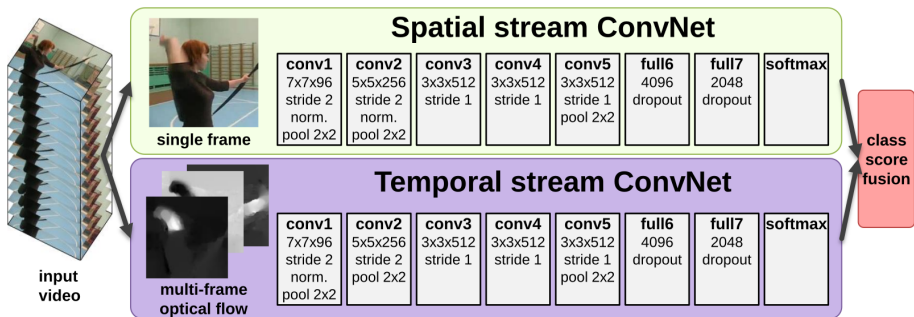 Spatial stream ConvNet
conv1
7x7x96
stride 2
norm.
pool 2x2
conv2
5x5x256
stride 2
norm.
pool 2x2
conv3
3x3x512
stride 1
conv4
3x3x512
stride 1
conv5
3x3x512
stride 1
pool 2x2
full6
4096
dropout
full7
2048
dropout
softmax
single frame
Temporal stream ConvNet
conv1
7x7x96
stride 2
norm.
pool 2x2
conv2
5x5x256
stride 2
pool 2x2
conv3
3x3x512
stride 1
conv4
3x3x512
stride 1
conv5
3x3x512
stride 1
pool 2x2
full6
4096
dropout
full7
2048
dropout
softmax
multi-frame
optical flow
input
video
class
score
fusion